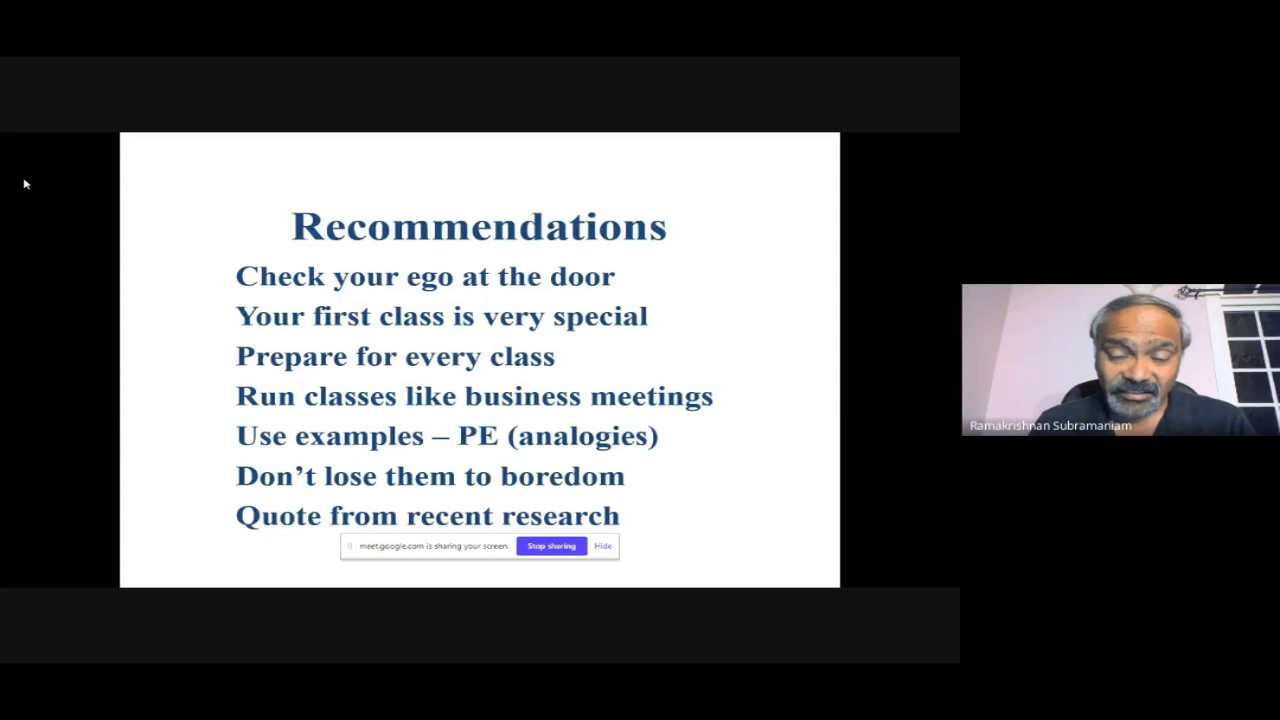 Recommendations
Check your ego at the door
Your first class is very special
Prepare for every class
Run classes like business meetings
Use examples – PE (analogies)
Don’t lose them to boredom
Quote from recent research
meet.google.com is sharing your screen. Stop sharing Hide
Ramakrishnan Subramaniam